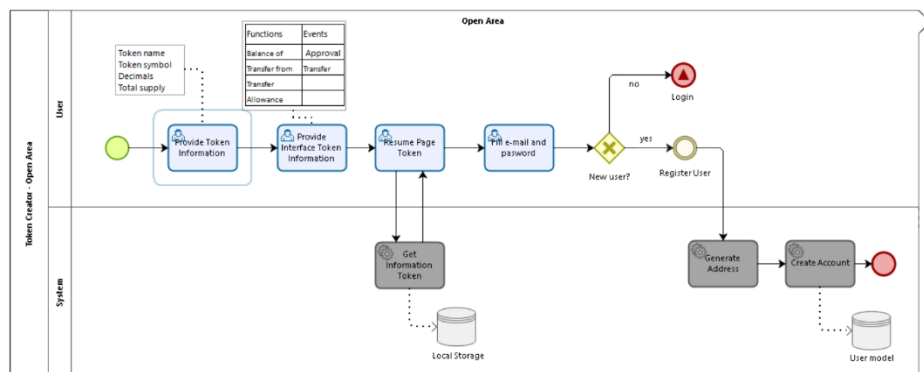 Open Area
Token Creator - Open Area
User
System
Token name
Token symbol
Decimals
Total supply
Functions Events
Balance of Approval
Transfer from Transfer
Transfer
Allowance
Provide Token
Information
Provide
Interface Token
Information
Resume Page
Token
Fill e-mail and
pasword
New user?
no
Login
yes
Register User
Get
Information
Token
Local Storage
Generate
Address
Create Account
User model